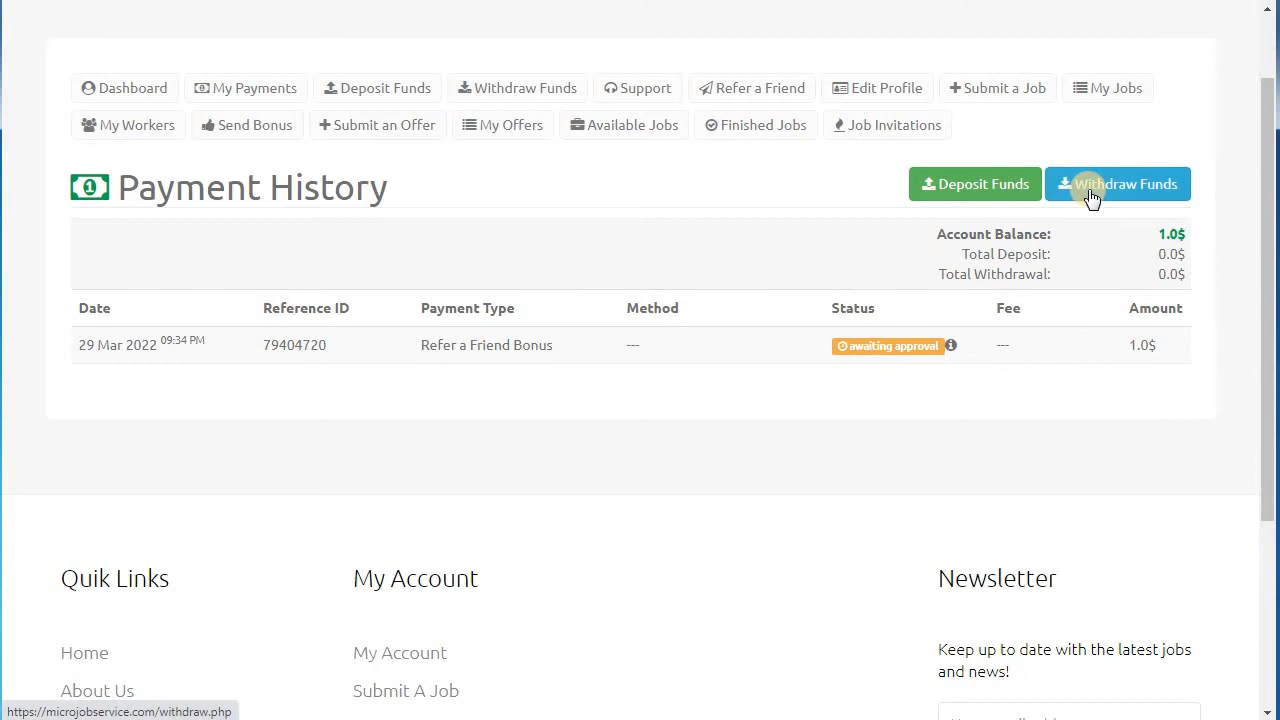 Dashboard My Payments Deposit Funds Withdraw Funds Support Refer a Friend Edit Profile Submit a Job My Jobs
My Workers Send Bonus Submit an Offer My Offers Available Jobs Finished Jobs Job Invitations
Payment History Deposit Funds Withdraw Funds
Account Balance: 1.0$
Total Deposit: 0.0$
Total Withdrawal: 0.0$
Date Reference ID Payment Type Method Status Fee Amount
29 Mar 2022 09:34 PM 79404720 Refer a Friend Bonus --- awaiting approval --- 1.0$
Quik Links My Account Newsletter
Home My Account Keep up to date with the latest jobs
and news!
About Us Submit A Job
https://microjobservice.com/withdraw.php